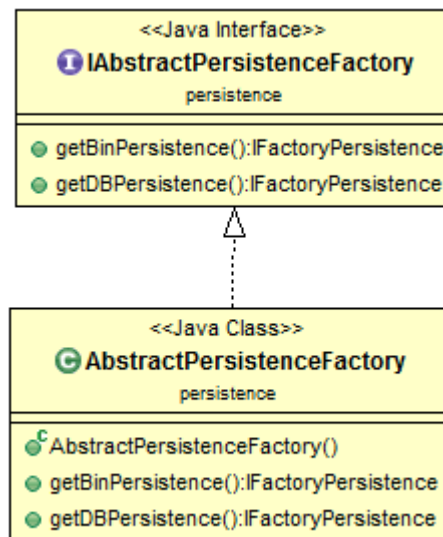 <<Java Interface>>
IAbstractPersistenceFactory
persistence
getBinPersistence():IFactoryPersistence
getDBPersistence():IFactoryPersistence
<<Java Class>>
AbstractPersistenceFactory
persistence
AbstractPersistenceFactory()
getBinPersistence():IFactoryPersistence
getDBPersistence():IFactoryPersistence